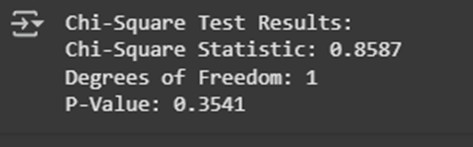 Chi-Square Test Results:
Chi-Square Statistic: 0.8587
Degrees of Freedom: 1
P-Value: 0.3541